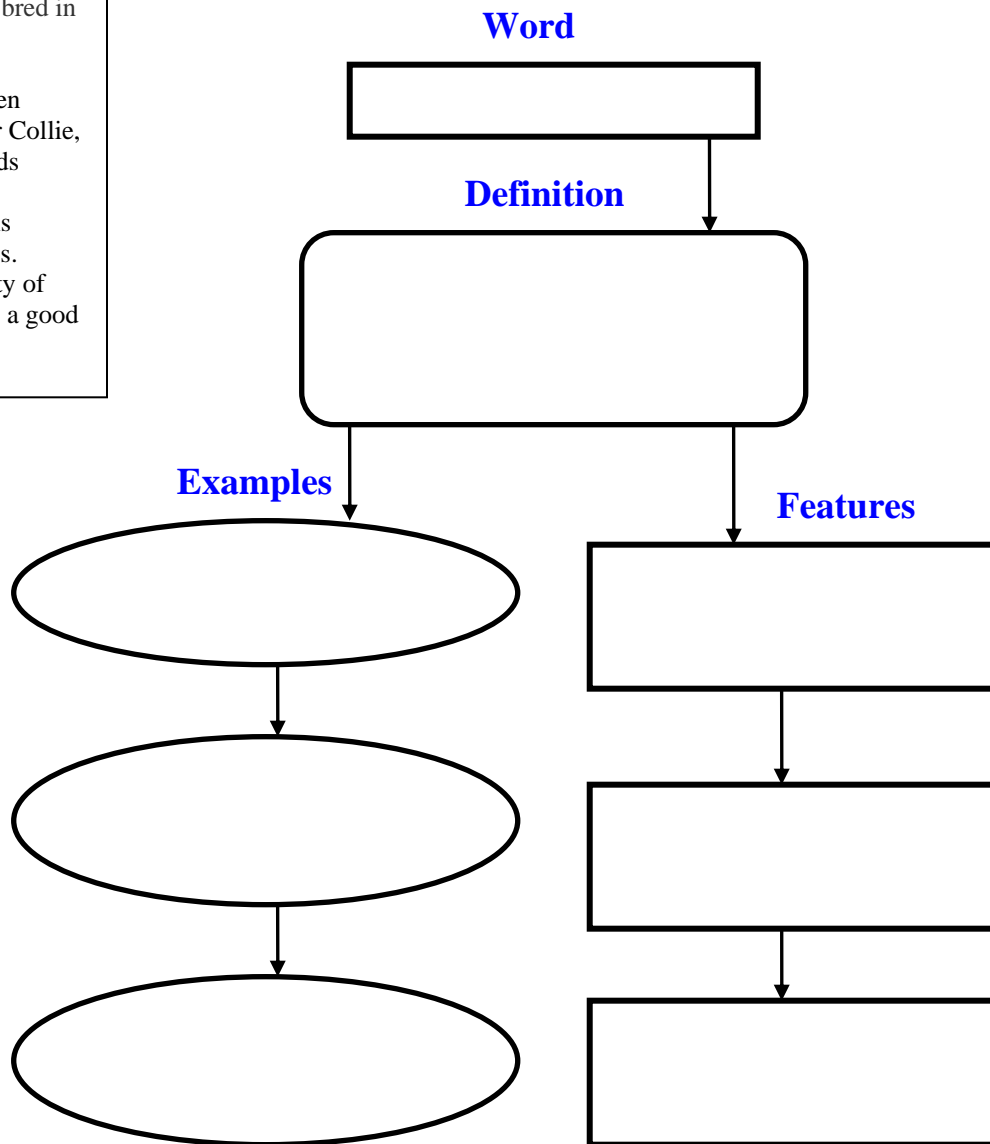 bred in
en
Collie,
ds
s
s.
ty of
a good
Word
Definition
Examples
Features